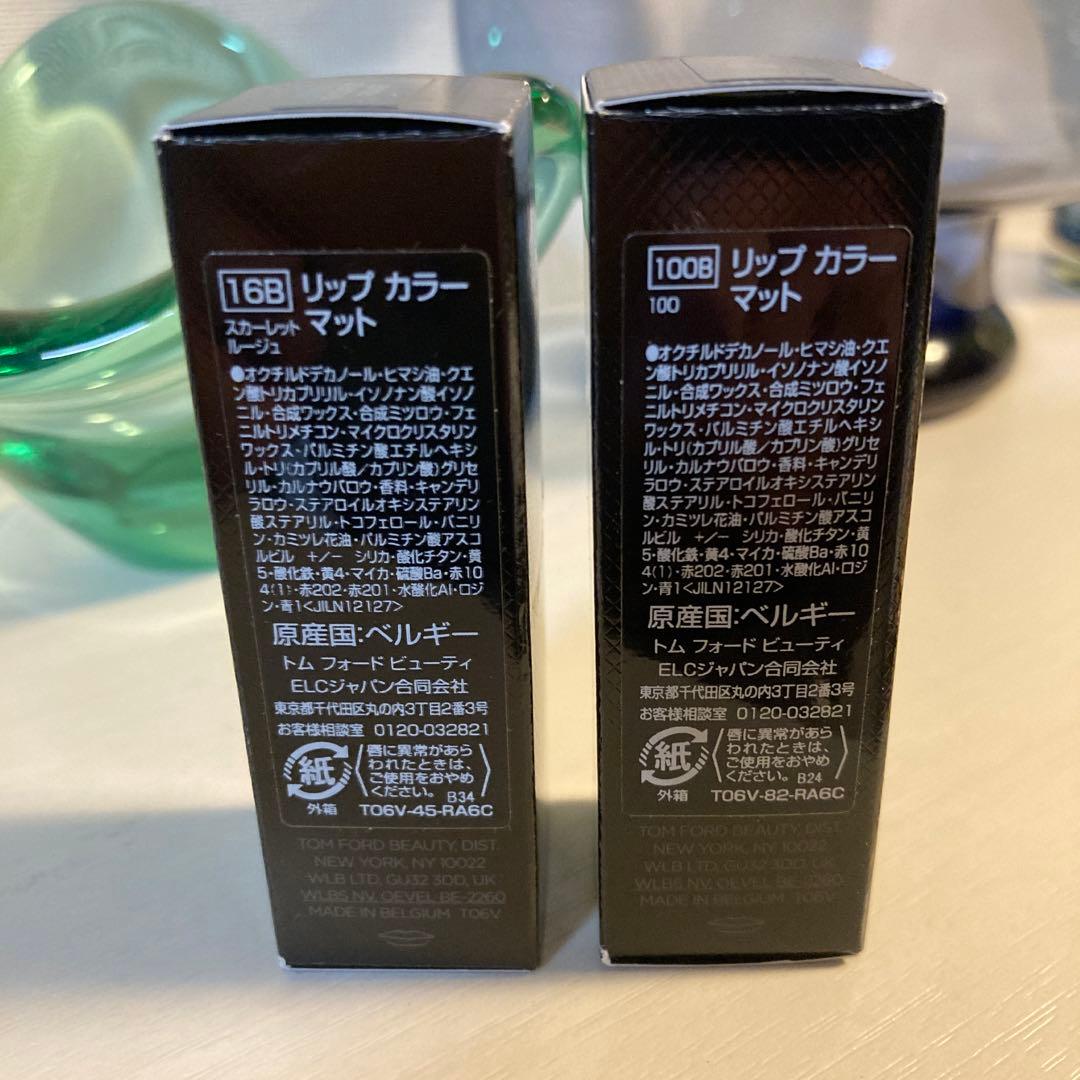 16B リップ カラー
スカーレット マット
ルージュ
●オクチルドデカノール・ヒマシ油・クエ
ン酸トリカプリリル・イソノナン酸イソノ
ニル・合成ワックス・合成ミツロウ・フェ
ニルトリメチコン・マイクロクリスタリン
ワックス・パルミチン酸エチルヘキシ
ル・トリ(カプリル酸/カプリン酸)グリセ
リル・カルナウバロウ・香料・キャンデリ
ラロウ・ステアロイルオキシステアリン
酸ステアリル・トコフェロール・バニリ
ン・カミツレ花油・パルミチン酸アスコ
ルビル +/− シリカ・酸化チタン・黄
5・酸化鉄・黄4・マイカ・硫酸Ba・赤10
4(1)・赤202・赤201・水酸化Al・ロジ
ン・青1<JILN12127>
原産国:ベルギー
トム フォード ビューティ
ELCジャパン合同会社
東京都千代田区丸の内3丁目2番3号
お客様相談室 0120-032821
紙
外箱
唇に異常があら
われたときは、
ご使用をおやめ
ください。 B34
T06V-45-RA6C
TOM FORD BEAUTY, DIST.
NEW YORK, NY 10022
WLB LTD, GU32 3DD, UK
WLBS NV, OEVEL BE-2260
MADE IN BELGIUM T06V
100B リップ カラー
100 マット
●オクチルドデカノール・ヒマシ油・クエ
ン酸トリカプリリル・イソノナン酸イソノ
ニル・合成ワックス・合成ミツロウ・フェ
ニルトリメチコン・マイクロクリスタリン
ワックス・パルミチン酸エチルヘキシ
ル・トリ(カプリル酸/カプリン酸)グリセ
リル・カルナウバロウ・香料・キャンデリ
ラロウ・ステアロイルオキシステアリン
酸ステアリル・トコフェロール・バニリ
ン・カミツレ花油・パルミチン酸アスコ
ルビル +/− シリカ・酸化チタン・黄
5・酸化鉄・黄4・マイカ・硫酸Ba・赤10
4(1)・赤202・赤201・水酸化Al・ロジ
ン・青1<JILN12127>
原産国:ベルギー
トム フォード ビューティ
ELCジャパン合同会社
東京都千代田区丸の内3丁目2番3号
お客様相談室 0120-032821
紙
外箱
唇に異常があら
われたときは、
ご使用をおやめ
ください。 B24
T06V-82-RA6C
TOM FORD BEAUTY, DIST.
NEW YORK, NY 10022
WLB LTD, GU32 3DD, UK
WLBS NV, OEVEL BE-2260
MADE IN BELGIUM T06V